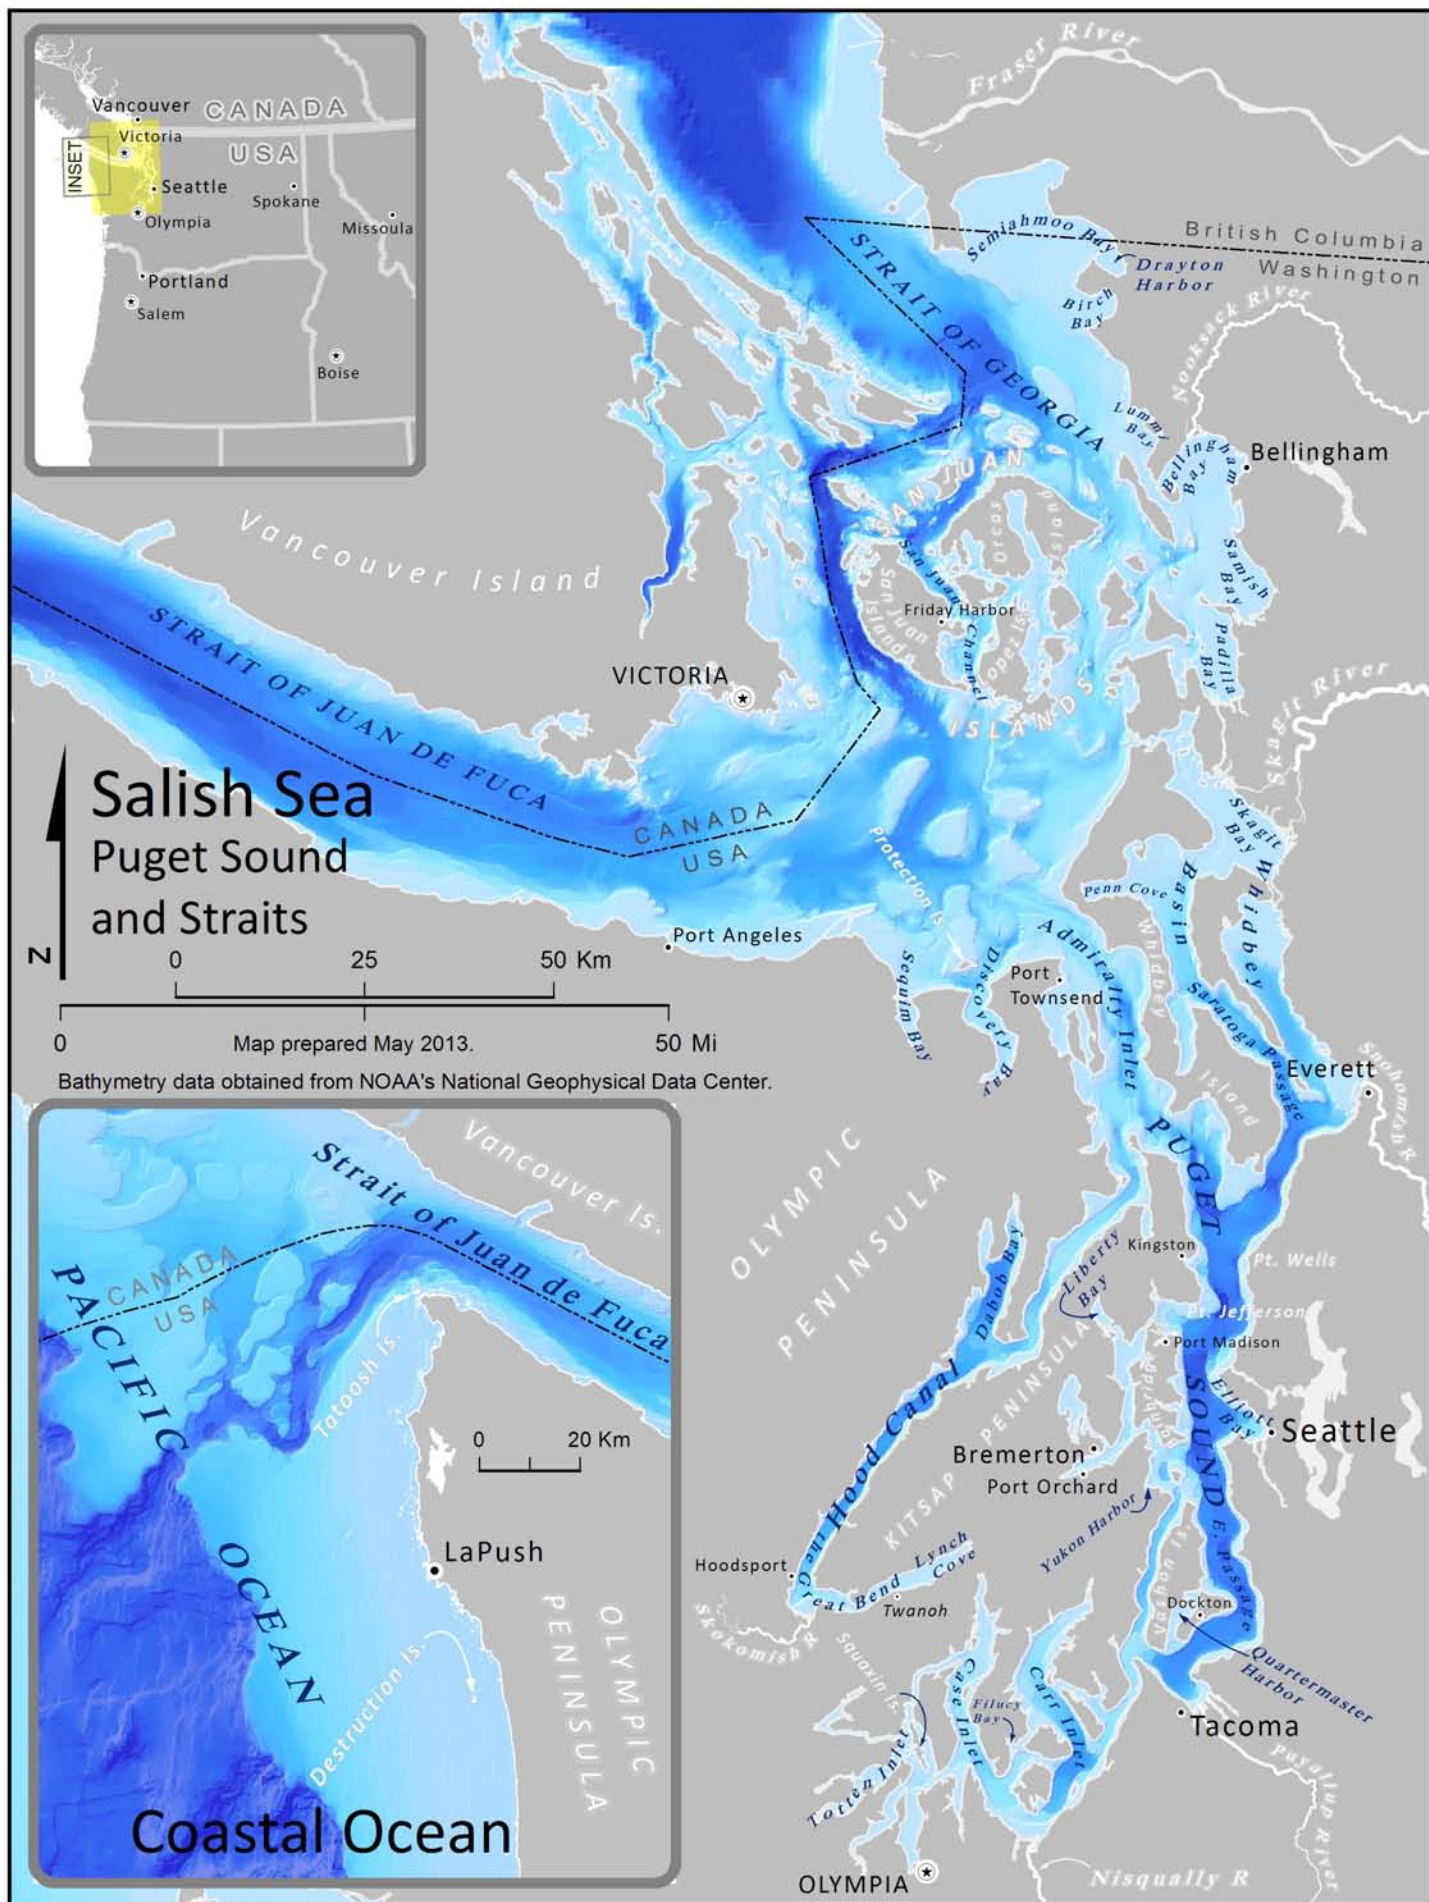 Vancouver
CANADA
Victoria
USA
INSET
Seattle
Spokane
Olympia
Missoula
Portland
Salem
Boise
Fraser River
STRAIT OF GEORGIA
Semiahmoo Bay
British Columbia
Washington
Drayton
Harbor
Birch
Bay
Nooksack River
Lummi
Bay
Bellingham
Bay
Bellingham
SAN JUAN
ISLANDS
Orcas
Island
San Juan
Islands
San Juan Channel
Friday Harbor
Lopez Is.
Samish
Bay
Padilla
Bay
Skagit River
Vancouver Island
VICTORIA
STRAIT OF JUAN DE FUCA
CANADA
USA
Salish Sea
Puget Sound
and Straits
N
0 25 50 Km
0 50 Mi
Map prepared May 2013.
Bathymetry data obtained from NOAA's National Geophysical Data Center.
Port Angeles
Protection Is.
Sequim Bay
Discovery Bay
Port
Townsend
Admiralty Inlet
Penn Cove
Skagit
Bay
Whidbey
Basin
Whidbey
Island
Saratoga Passage
Everett
Snohomish R
OLYMPIC
PENINSULA
PUGET
SOUND
Kingston
Pt. Wells
Liberty
Bay
Dabob Bay
Pt. Jefferson
Port Madison
Bainbridge
Elliott
Bay
Seattle
Hood Canal
KITSAP PENINSULA
Bremerton
Port Orchard
Yukon Harbor
Lynch
Cove
Hoodsport
the Great Bend
Twanoh
Skokomish R
E. Passage
Vashon Is.
Dockton
Quartermaster
Harbor
Squaxin Is.
Case Inlet
Filucy
Bay
Carr Inlet
Totten Inlet
Tacoma
Puyallup River
Nisqually R
OLYMPIA
Vancouver Is.
Strait of Juan de Fuca
CANADA
USA
PACIFIC
OCEAN
Tatoosh Is.
0 20 Km
LaPush
OLYMPIC
PENINSULA
Destruction Is.
Coastal Ocean